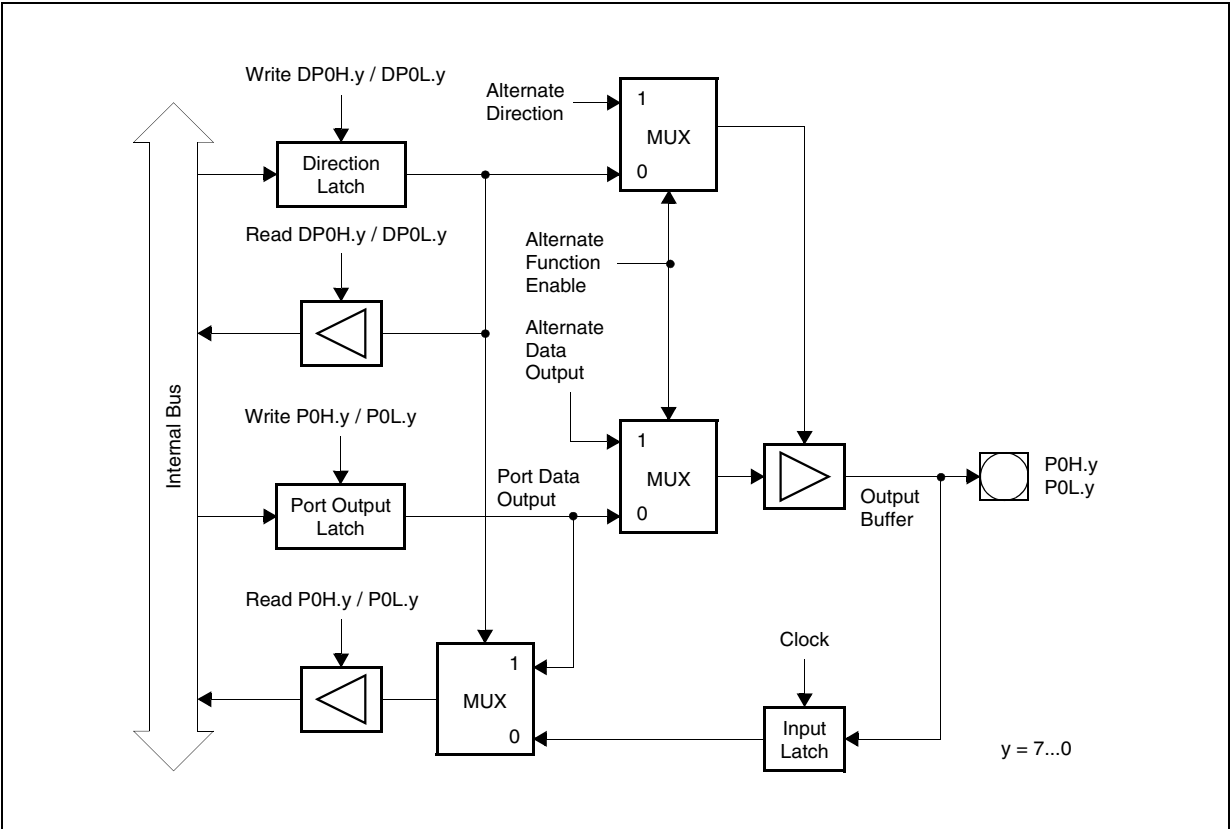 Write DP0H.y / DP0L.y
Alternate
Direction
1
MUX
0
Direction
Latch
Read DP0H.y / DP0L.y
Alternate
Function
Enable
Alternate
Data
Output
Internal Bus
Write P0H.y / P0L.y
1
MUX
0
Port Data
Output
Port Output
Latch
Output
Buffer
P0H.y
P0L.y
Read P0H.y / P0L.y
1
MUX
0
Clock
Input
Latch
y = 7...0